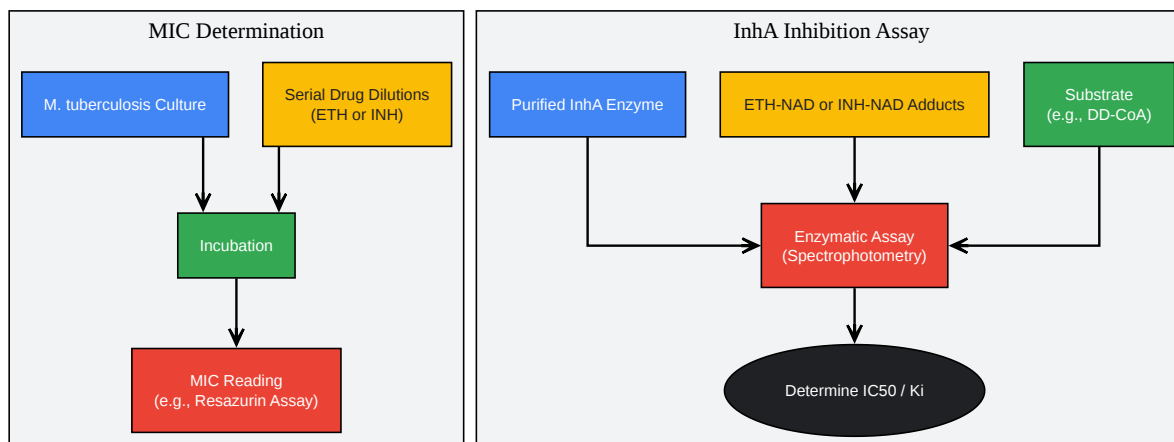 MIC Determination
M. tuberculosis Culture
Serial Drug Dilutions
(ETH or INH)
Incubation
MIC Reading
(e.g., Resazurin Assay)
InhA Inhibition Assay
Purified InhA Enzyme
ETH-NAD or INH-NAD Adducts
Substrate
(e.g., DD-CoA)
Enzymatic Assay
(Spectrophotometry)
Determine IC50 / Ki